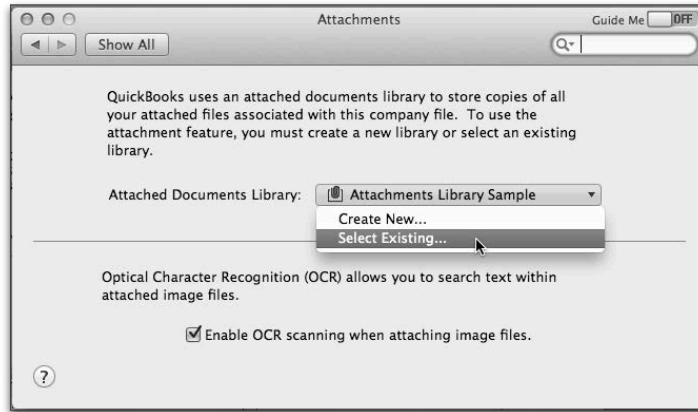 Attachments
Guide Me OFF
Show All
QuickBooks uses an attached documents library to store copies of all
your attached files associated with this company file. To use the
attachment feature, you must create a new library or select an existing
library.
Attached Documents Library: Attachments Library Sample
Create New...
Select Existing...
Optical Character Recognition (OCR) allows you to search text within
attached image files.
Enable OCR scanning when attaching image files.
?